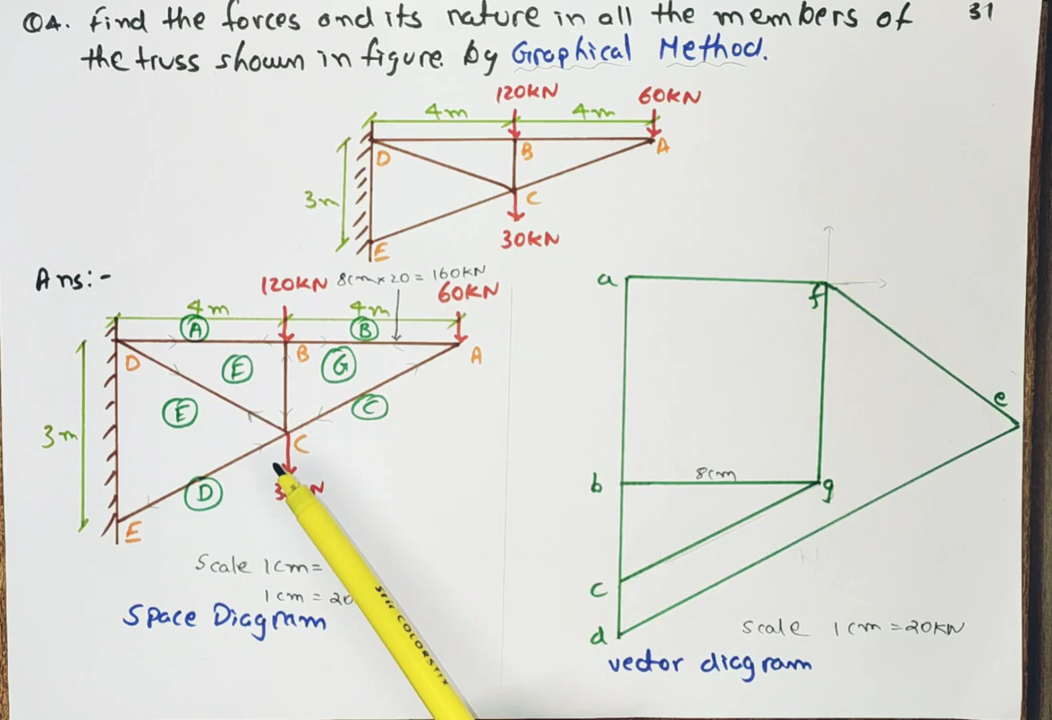 Q4. Find the forces and its nature in all the members of 31
the truss shown in figure by Graphical Method.
120KN 60KN
4m 4m
D B A
3m
C
E 30KN
Ans:-
120KN 8cm×20 = 160KN
60KN
4m A 4m B
D E B G A
E C
3m C
D
E
Scale 1cm=
1cm = 20
Space Diagram
a f
e
b 8cm g
c
d
Scale 1cm = 20KN
vector diagram
STIC COLORSTIX